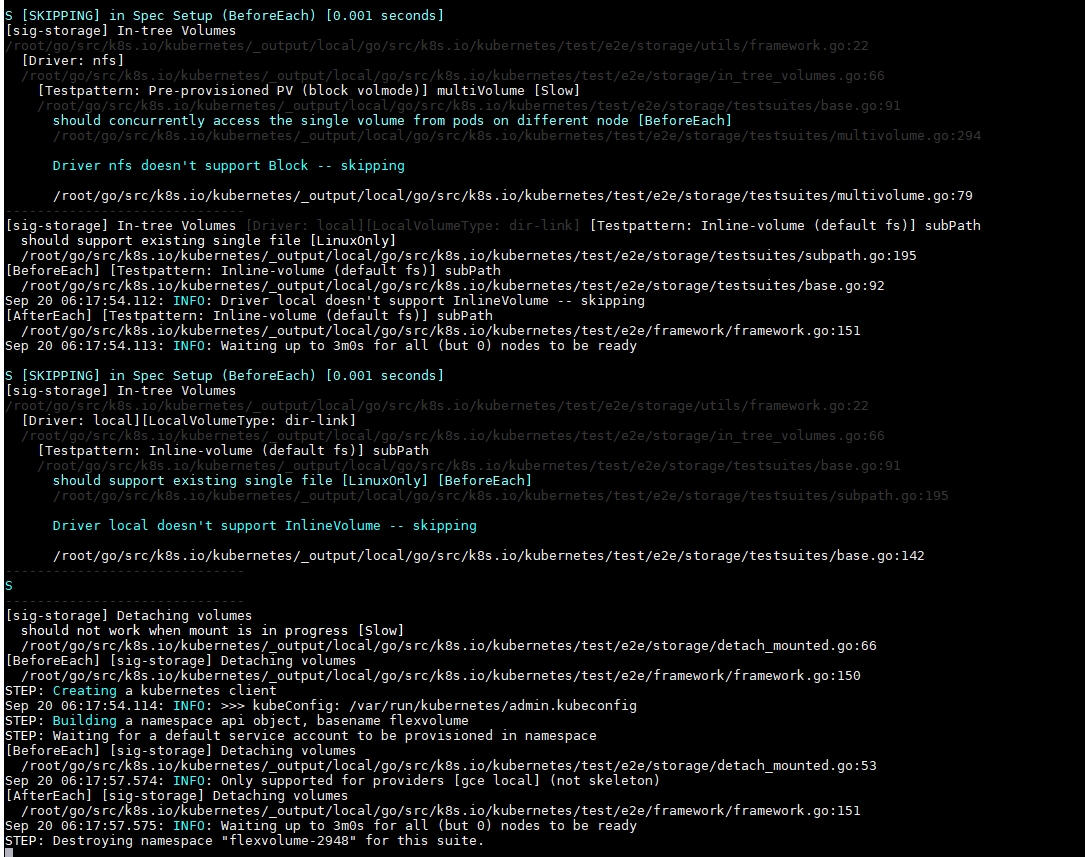 S [SKIPPING] in Spec Setup (BeforeEach) [0.001 seconds]
[sig-storage] In-tree Volumes
/root/go/src/k8s.io/kubernetes/_output/local/go/src/k8s.io/kubernetes/test/e2e/storage/utils/framework.go:22
  [Driver: nfs]
  /root/go/src/k8s.io/kubernetes/_output/local/go/src/k8s.io/kubernetes/test/e2e/storage/in_tree_volumes.go:66
    [Testpattern: Pre-provisioned PV (block volmode)] multiVolume [Slow]
    /root/go/src/k8s.io/kubernetes/_output/local/go/src/k8s.io/kubernetes/test/e2e/storage/testsuites/base.go:91
      should concurrently access the single volume from pods on different node [BeforeEach]
      /root/go/src/k8s.io/kubernetes/_output/local/go/src/k8s.io/kubernetes/test/e2e/storage/testsuites/multivolume.go:294

      Driver nfs doesn't support Block -- skipping

      /root/go/src/k8s.io/kubernetes/_output/local/go/src/k8s.io/kubernetes/test/e2e/storage/testsuites/multivolume.go:79
------------------------------
[sig-storage] In-tree Volumes [Driver: local][LocalVolumeType: dir-link] [Testpattern: Inline-volume (default fs)] subPath
  should support existing single file [LinuxOnly]
  /root/go/src/k8s.io/kubernetes/_output/local/go/src/k8s.io/kubernetes/test/e2e/storage/testsuites/subpath.go:195
[BeforeEach] [Testpattern: Inline-volume (default fs)] subPath
  /root/go/src/k8s.io/kubernetes/_output/local/go/src/k8s.io/kubernetes/test/e2e/storage/testsuites/base.go:92
Sep 20 06:17:54.112: INFO: Driver local doesn't support InlineVolume -- skipping
[AfterEach] [Testpattern: Inline-volume (default fs)] subPath
  /root/go/src/k8s.io/kubernetes/_output/local/go/src/k8s.io/kubernetes/test/e2e/framework/framework.go:151
Sep 20 06:17:54.113: INFO: Waiting up to 3m0s for all (but 0) nodes to be ready

S [SKIPPING] in Spec Setup (BeforeEach) [0.001 seconds]
[sig-storage] In-tree Volumes
/root/go/src/k8s.io/kubernetes/_output/local/go/src/k8s.io/kubernetes/test/e2e/storage/utils/framework.go:22
  [Driver: local][LocalVolumeType: dir-link]
  /root/go/src/k8s.io/kubernetes/_output/local/go/src/k8s.io/kubernetes/test/e2e/storage/in_tree_volumes.go:66
    [Testpattern: Inline-volume (default fs)] subPath
    /root/go/src/k8s.io/kubernetes/_output/local/go/src/k8s.io/kubernetes/test/e2e/storage/testsuites/base.go:91
      should support existing single file [LinuxOnly] [BeforeEach]
      /root/go/src/k8s.io/kubernetes/_output/local/go/src/k8s.io/kubernetes/test/e2e/storage/testsuites/subpath.go:195

      Driver local doesn't support InlineVolume -- skipping

      /root/go/src/k8s.io/kubernetes/_output/local/go/src/k8s.io/kubernetes/test/e2e/storage/testsuites/base.go:142
------------------------------
S
------------------------------
[sig-storage] Detaching volumes
  should not work when mount is in progress [Slow]
  /root/go/src/k8s.io/kubernetes/_output/local/go/src/k8s.io/kubernetes/test/e2e/storage/detach_mounted.go:66
[BeforeEach] [sig-storage] Detaching volumes
  /root/go/src/k8s.io/kubernetes/_output/local/go/src/k8s.io/kubernetes/test/e2e/framework/framework.go:150
STEP: Creating a kubernetes client
Sep 20 06:17:54.114: INFO: >>> kubeConfig: /var/run/kubernetes/admin.kubeconfig
STEP: Building a namespace api object, basename flexvolume
STEP: Waiting for a default service account to be provisioned in namespace
[BeforeEach] [sig-storage] Detaching volumes
  /root/go/src/k8s.io/kubernetes/_output/local/go/src/k8s.io/kubernetes/test/e2e/storage/detach_mounted.go:53
Sep 20 06:17:57.574: INFO: Only supported for providers [gce local] (not skeleton)
[AfterEach] [sig-storage] Detaching volumes
  /root/go/src/k8s.io/kubernetes/_output/local/go/src/k8s.io/kubernetes/test/e2e/framework/framework.go:151
Sep 20 06:17:57.575: INFO: Waiting up to 3m0s for all (but 0) nodes to be ready
STEP: Destroying namespace "flexvolume-2948" for this suite.